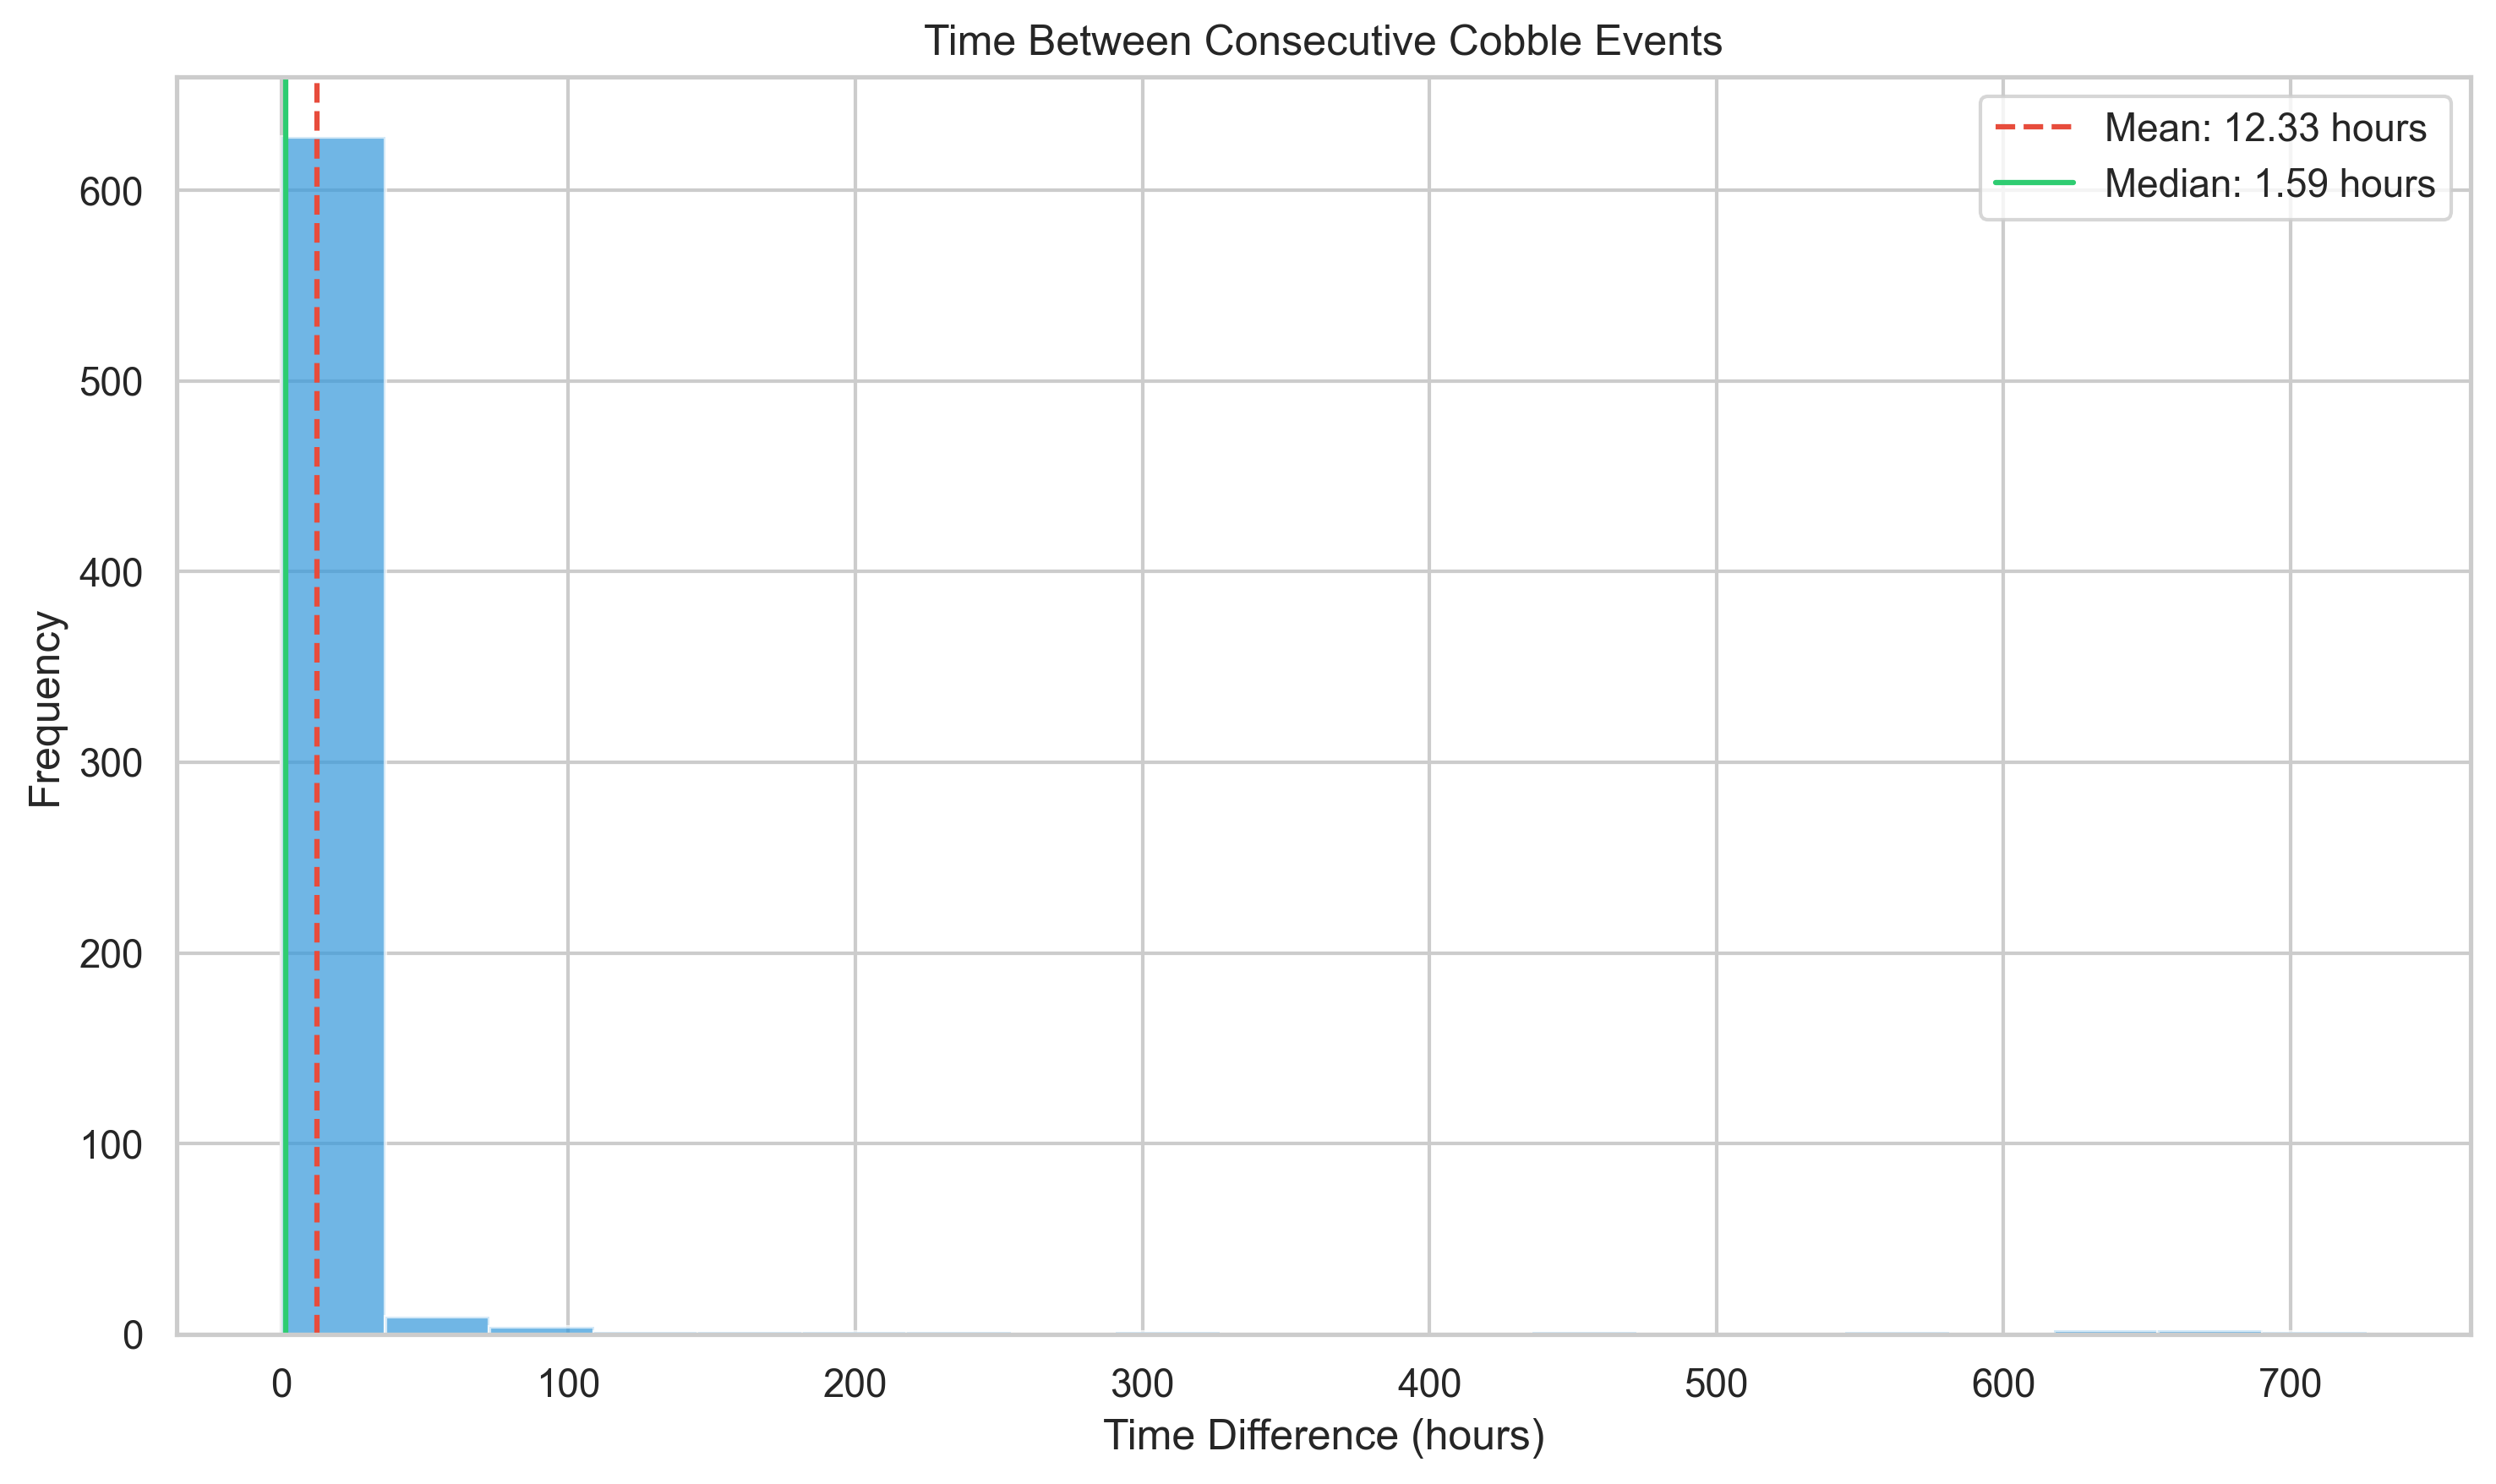 Time Between Consecutive Cobble Events
Mean: 12.33 hours
Median: 1.59 hours
Frequency
600
500
400
300
200
100
0
0 100 200 300 400 500 600 700
Time Difference (hours)